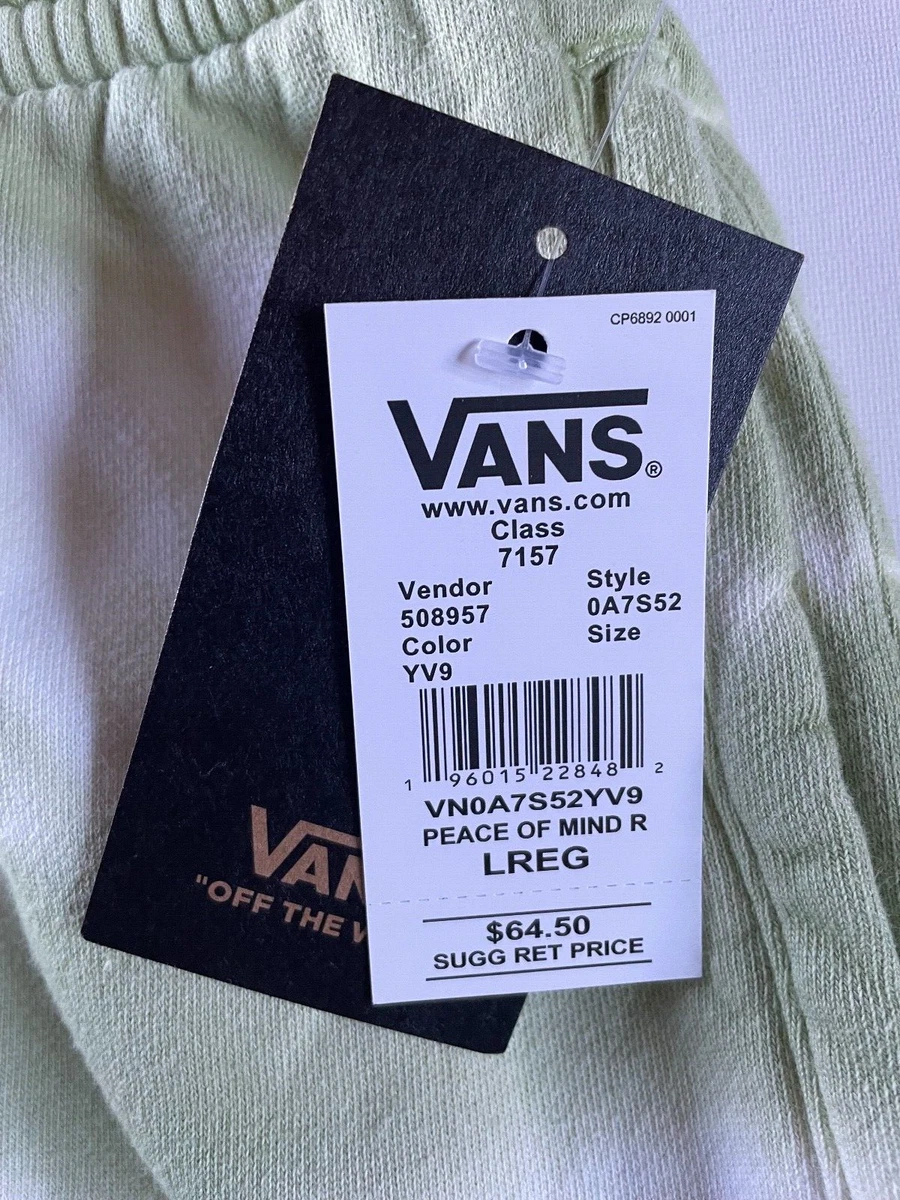 CP6892 0001
VANS®
www.vans.com
Class
7157
Vendor Style
508957 0A7S52
Color Size
YV9
1 96015 22848 2
VN0A7S52YV9
PEACE OF MIND R
LREG
$64.50
SUGG RET PRICE
VAN
"OFF THE W